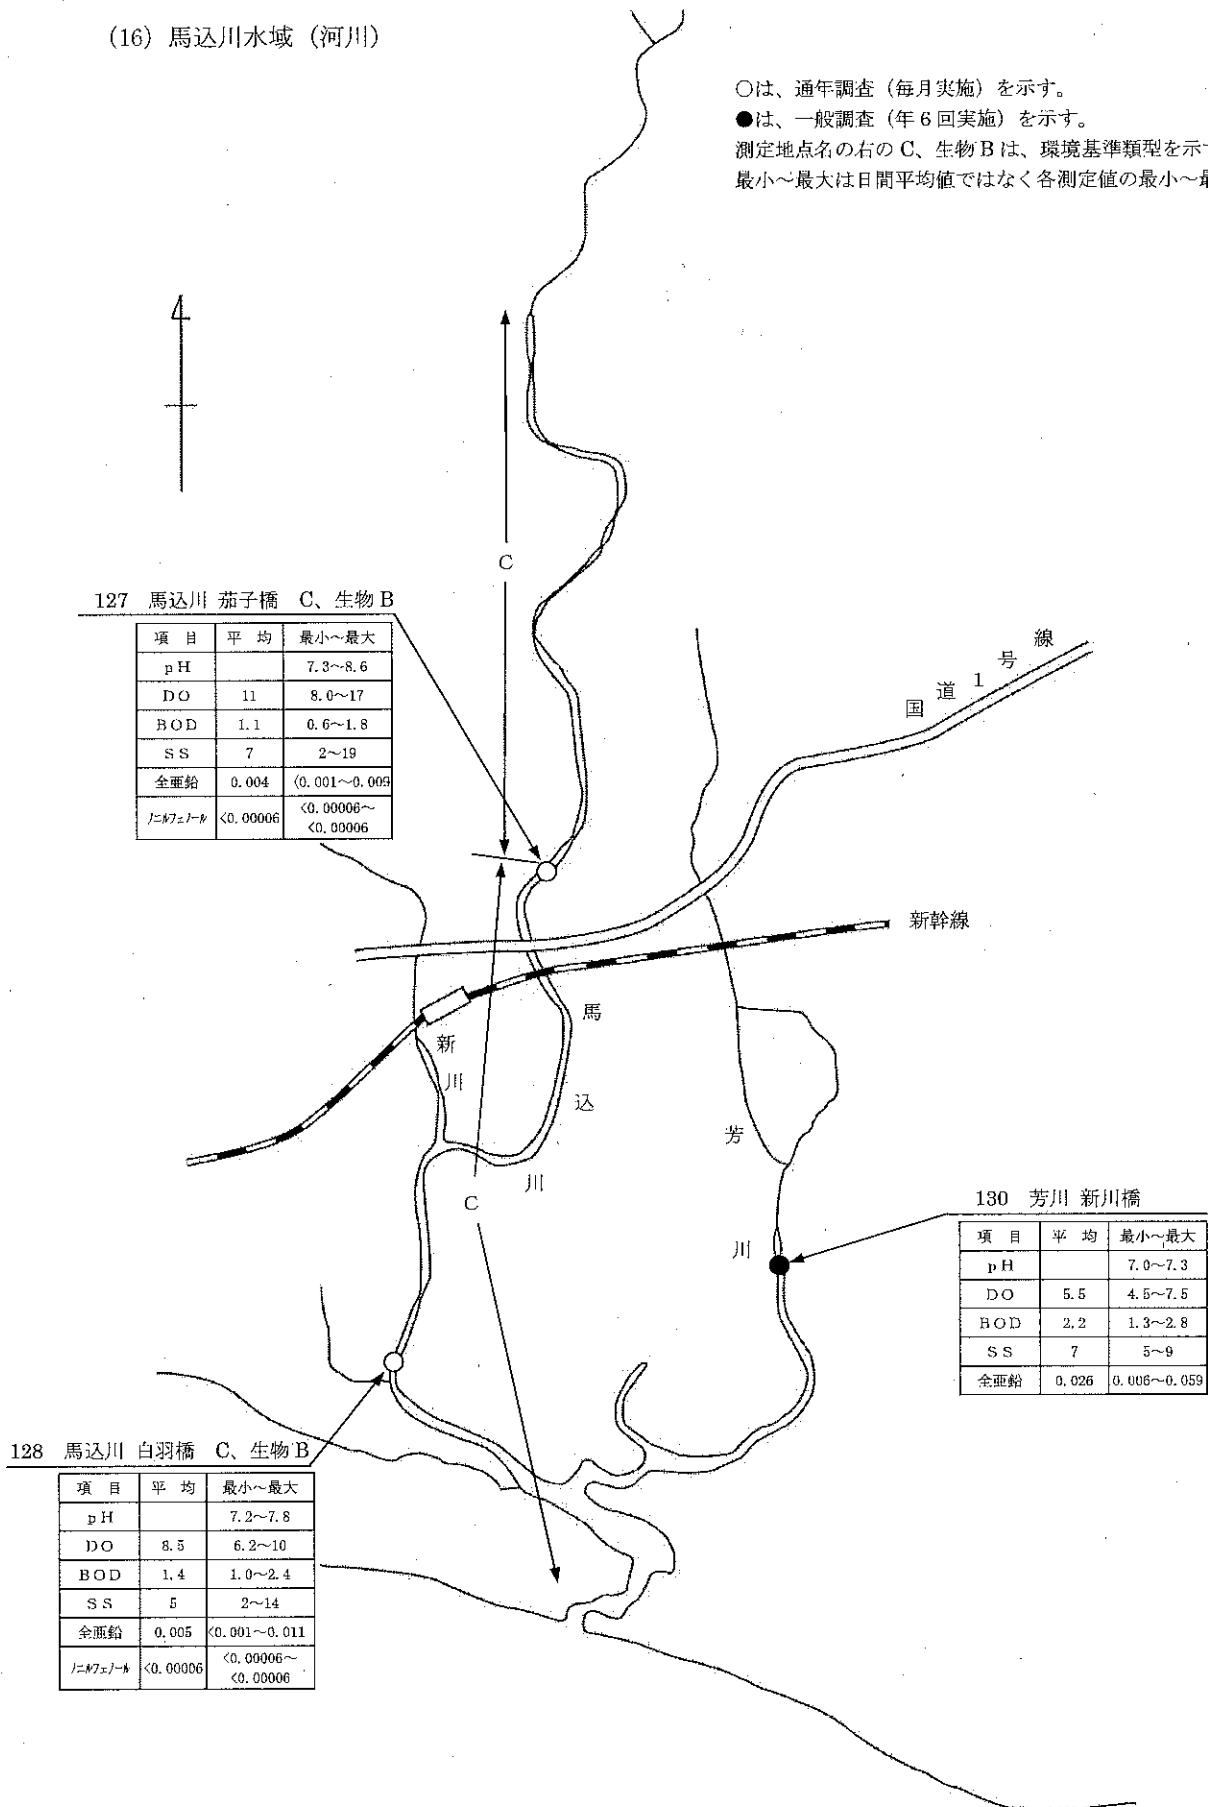 (16) 馬込川水域（河川）
○は、通年調査（毎月実施）を示す。
●は、一般調査（年6回実施）を示す。
測定地点名の右のC、生物Bは、環境基準類型を示す
最小～最大は日間平均値ではなく各測定値の最小～最
C
127 馬込川 茄子橋 C、生物B
項目 平均 最小～最大
pH 7.3～8.6
DO 11 8.0～17
BOD 1.1 0.6～1.8
SS 7 2～19
全亜鉛 0.004 <0.001～0.009
ﾉﾆﾙﾌｪﾉｰﾙ <0.00006 <0.00006～
<0.00006
国道1号線
新幹線
新川
馬込川
芳川
C
130 芳川 新川橋
項目 平均 最小～最大
pH 7.0～7.3
DO 5.5 4.5～7.5
BOD 2.2 1.3～2.8
SS 7 5～9
全亜鉛 0.026 0.006～0.059
128 馬込川 白羽橋 C、生物B
項目 平均 最小～最大
pH 7.2～7.8
DO 8.5 6.2～10
BOD 1.4 1.0～2.4
SS 5 2～14
全亜鉛 0.005 <0.001～0.011
ﾉﾆﾙﾌｪﾉｰﾙ <0.00006 <0.00006～
<0.00006